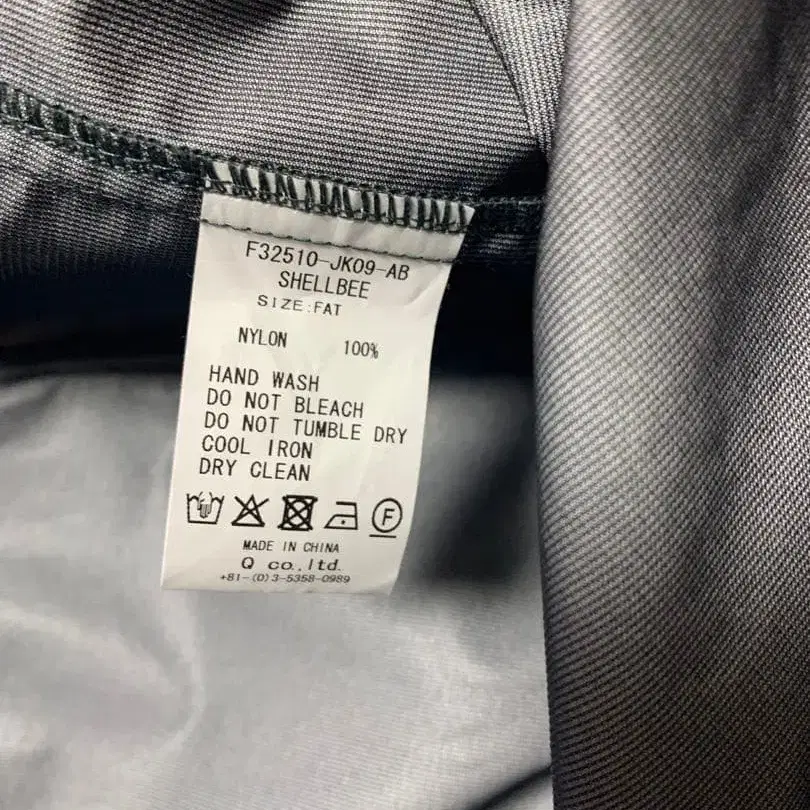 F32510-JK09-AB
SHELLBEE
SIZE:FAT
NYLON 100%
HAND WASH
DO NOT BLEACH
DO NOT TUMBLE DRY
COOL IRON
DRY CLEAN
F
MADE IN CHINA
Q co.,ltd.
+81-(0)3-5358-0989